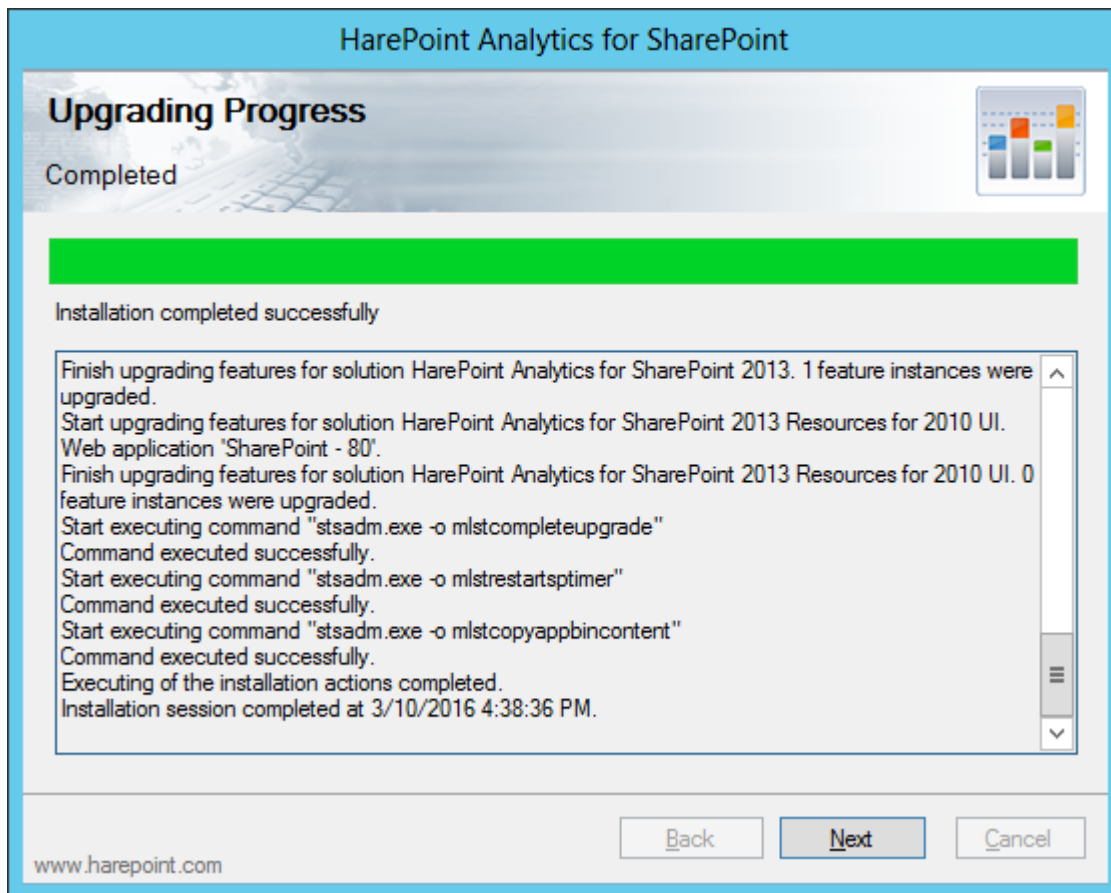 HarePoint Analytics for SharePoint
Upgrading Progress
Completed
Installation completed successfully
Finish upgrading features for solution HarePoint Analytics for SharePoint 2013. 1 feature instances were
upgraded.
Start upgrading features for solution HarePoint Analytics for SharePoint 2013 Resources for 2010 UI.
Web application 'SharePoint - 80'.
Finish upgrading features for solution HarePoint Analytics for SharePoint 2013 Resources for 2010 UI. 0
feature instances were upgraded.
Start executing command "stsadm.exe -o mlstcompleteupgrade"
Command executed successfully.
Start executing command "stsadm.exe -o mlstrestartsptimer"
Command executed successfully.
Start executing command "stsadm.exe -o mlstcopyappbincontent"
Command executed successfully.
Executing of the installation actions completed.
Installation session completed at 3/10/2016 4:38:36 PM.
Back Next Cancel
www.harepoint.com